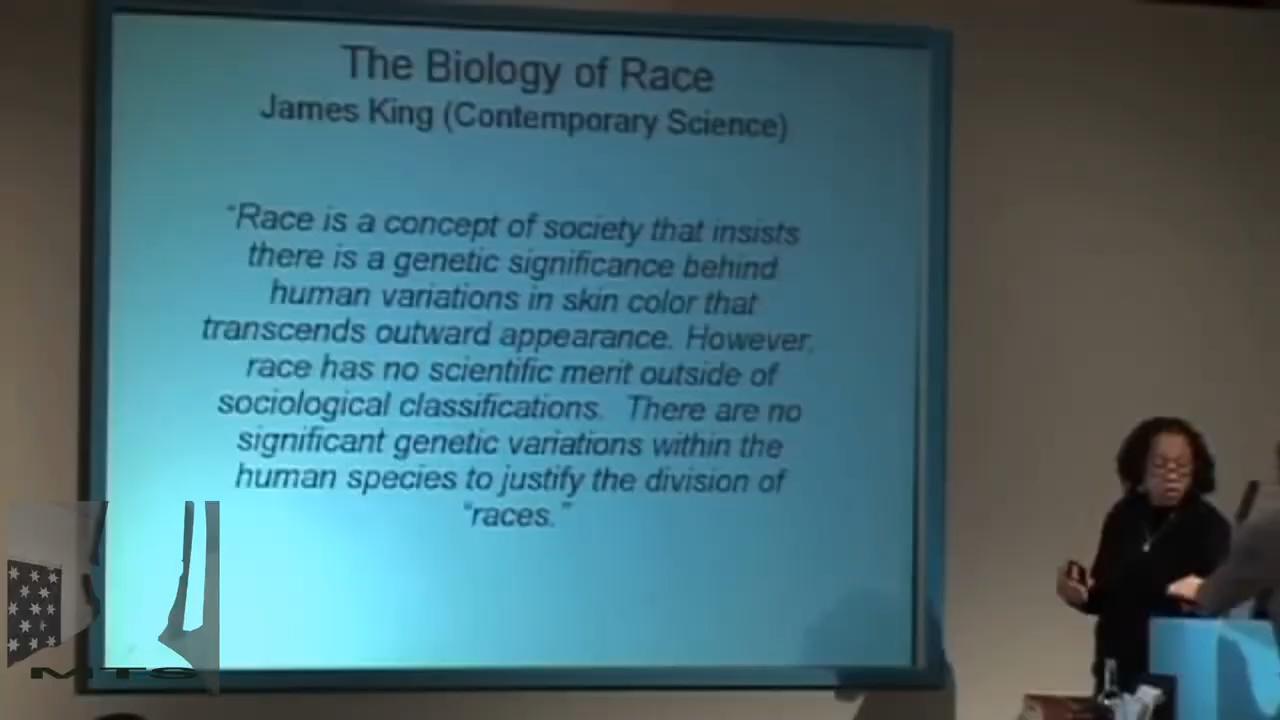 The Biology of Race
James King (Contemporary Science)
"Race is a concept of society that insists
there is a genetic significance behind
human variations in skin color that
transcends outward appearance. However,
race has no scientific merit outside of
sociological classifications. There are no
significant genetic variations within the
human species to justify the division of
"races."
MTS